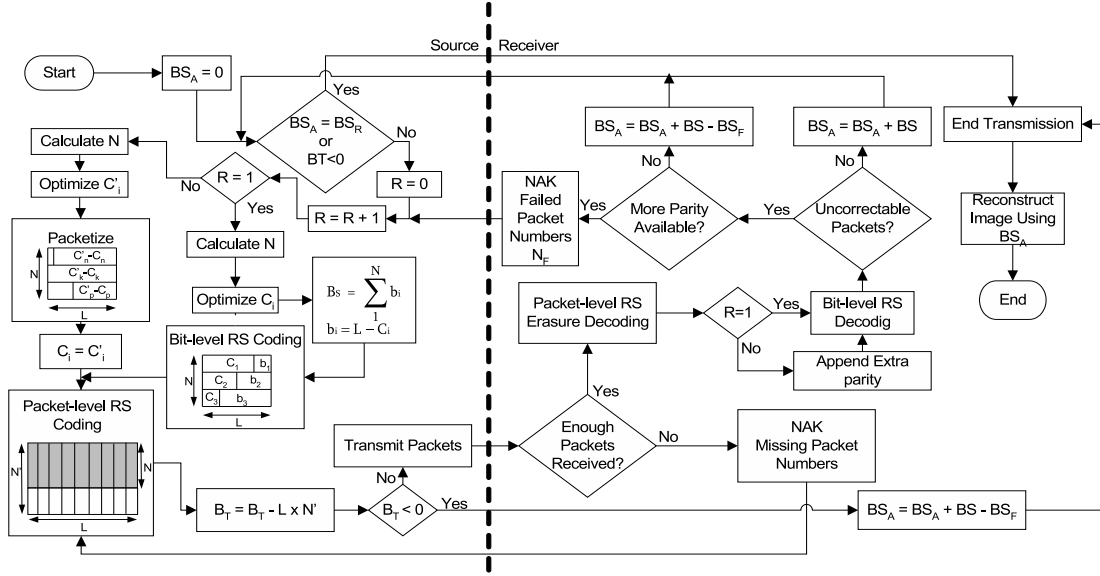 Source
Receiver
Start
BS_A = 0
Yes
BS_A = BS_R
or
BT<0
No
R = 0
R = R + 1
R = 1
No
Yes
Calculate N
Optimize C'_i
Packetize
N
C'_n-C_n
C'_k-C_k
C'_p-C_p
L
C_i = C'_i
Calculate N
Optimize C_i
B_S = \sum_1^N b_i
b_i = L - C_i
Bit-level RS Coding
N
C_1 b_1
C_2 b_2
C_3 b_3
L
Packet-level RS
Coding
N'
N
L
B_T = B_T - L x N'
B_T < 0
No
Yes
Transmit Packets
Enough
Packets
Received?
Yes
No
NAK
Missing Packet
Numbers
Packet-level RS
Erasure Decoding
R=1
Yes
No
Append Extra
parity
Bit-level RS
Decodig
Uncorrectable
Packets?
No
Yes
BS_A = BS_A + BS
More Parity
Available?
No
Yes
BS_A = BS_A + BS - BS_F
NAK
Failed
Packet
Numbers
N_F
End Transmission
Reconstruct
Image Using
BS_A
End
BS_A = BS_A + BS - BS_F